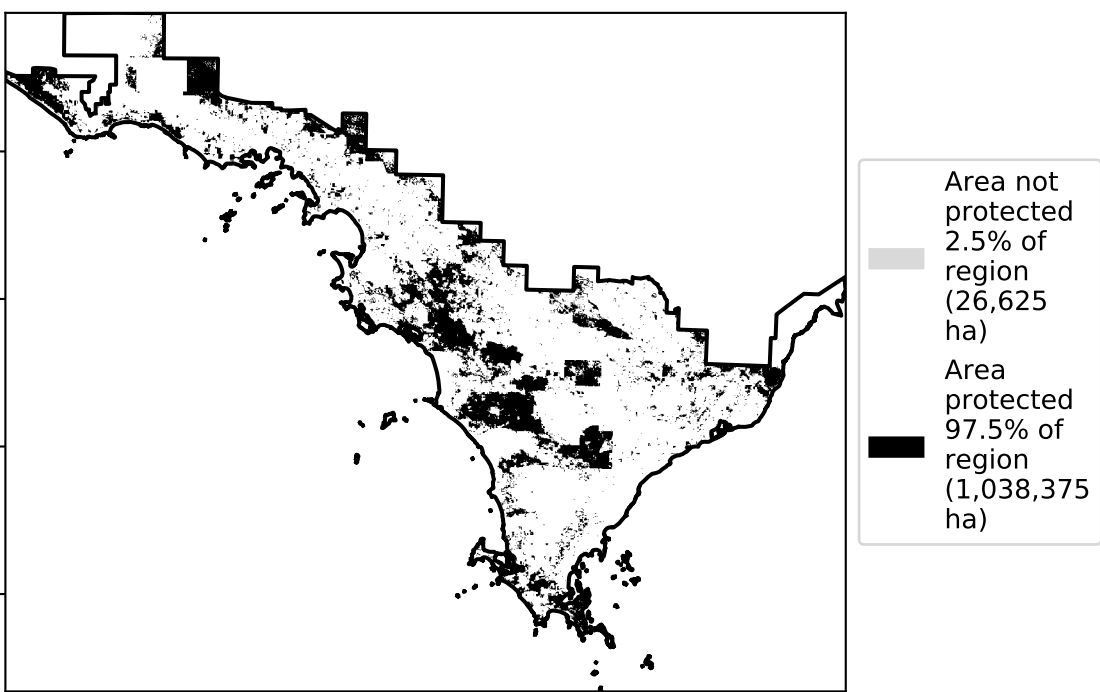 Area not
protected
2.5% of
region
(26,625
ha)
Area
protected
97.5% of
region
(1,038,375
ha)